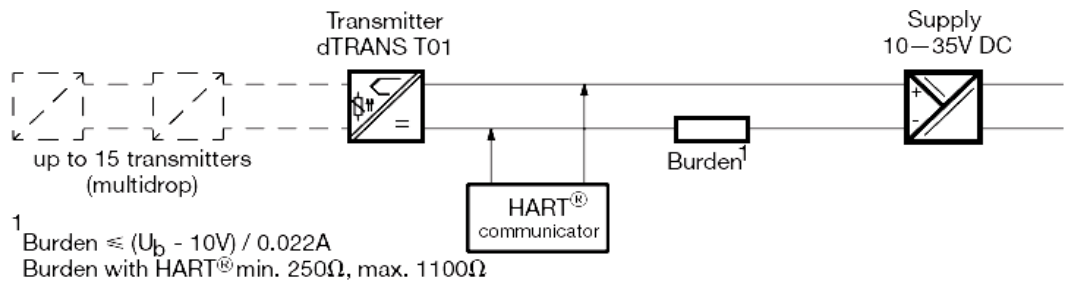 Transmitter
dTRANS T01
Supply
10–35V DC
+
-
=
up to 15 transmitters
(multidrop)
Burden¹
HART®
communicator
¹
Burden ⩽ (U_b - 10V) / 0.022A
Burden with HART® min. 250Ω, max. 1100Ω